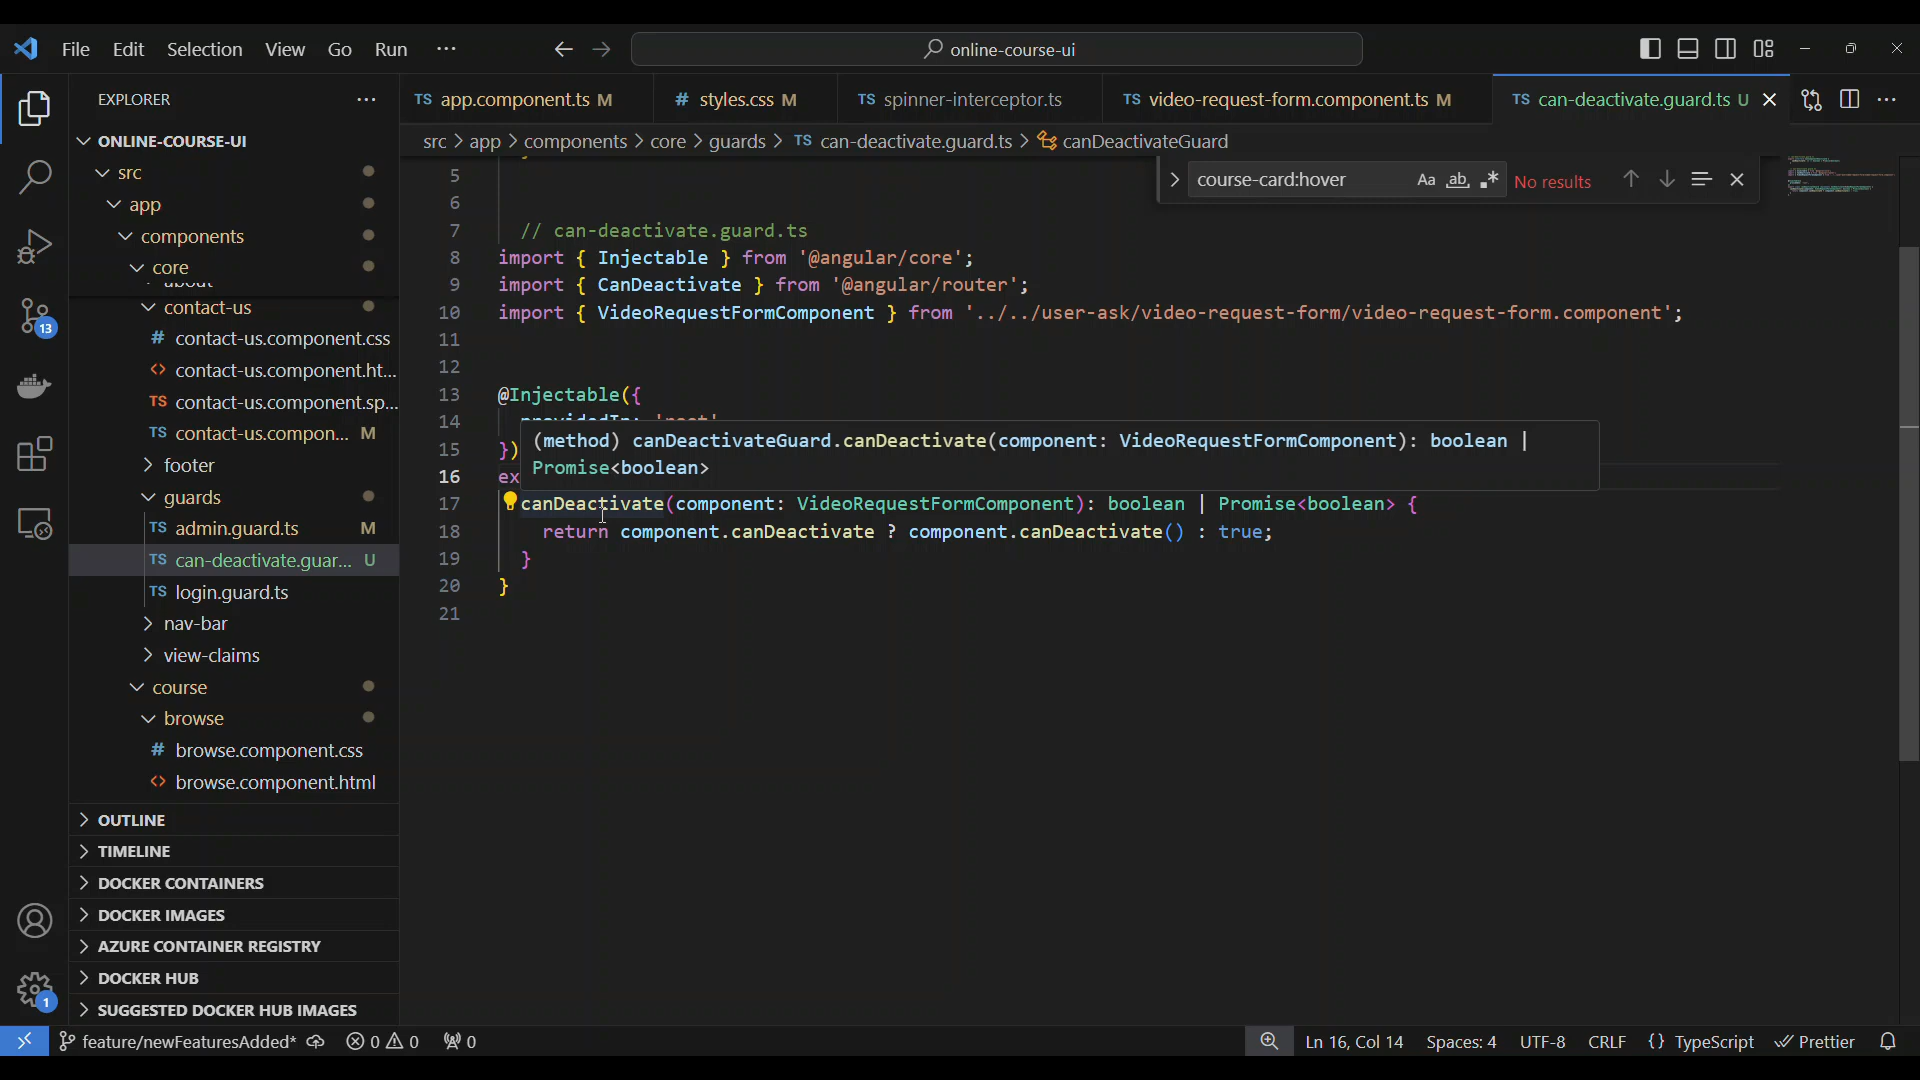 File Edit Selection View Go Run ···
online-course-ui
EXPLORER
ONLINE-COURSE-UI
src
app
components
core
about
contact-us
# contact-us.component.css
<> contact-us.component.ht...
TS contact-us.component.sp...
TS contact-us.compon... M
footer
guards
TS admin.guard.ts M
TS can-deactivate.guar... U
TS login.guard.ts
nav-bar
view-claims
course
browse
# browse.component.css
<> browse.component.html
OUTLINE
TIMELINE
DOCKER CONTAINERS
DOCKER IMAGES
AZURE CONTAINER REGISTRY
DOCKER HUB
SUGGESTED DOCKER HUB IMAGES
13
1
TS app.component.ts M
# styles.css M
TS spinner-interceptor.ts
TS video-request-form.component.ts M
TS can-deactivate.guard.ts U
src > app > components > core > guards > TS can-deactivate.guard.ts > canDeactivateGuard
course-card:hover Aa ab .* No results
5
6
7 // can-deactivate.guard.ts
8 import { Injectable } from '@angular/core';
9 import { CanDeactivate } from '@angular/router';
10 import { VideoRequestFormComponent } from '../../user-ask/video-request-form/video-request-form.component';
11
12
13 @Injectable({
14 providedIn: 'root'
15 })
(method) canDeactivateGuard.canDeactivate(component: VideoRequestFormComponent): boolean |
Promise<boolean>
16 ex
17 canDeactivate(component: VideoRequestFormComponent): boolean | Promise<boolean> {
18 return component.canDeactivate ? component.canDeactivate() : true;
19 }
20 }
21
feature/newFeaturesAdded* 0 0 0
Ln 16, Col 14 Spaces: 4 UTF-8 CRLF {} TypeScript Prettier